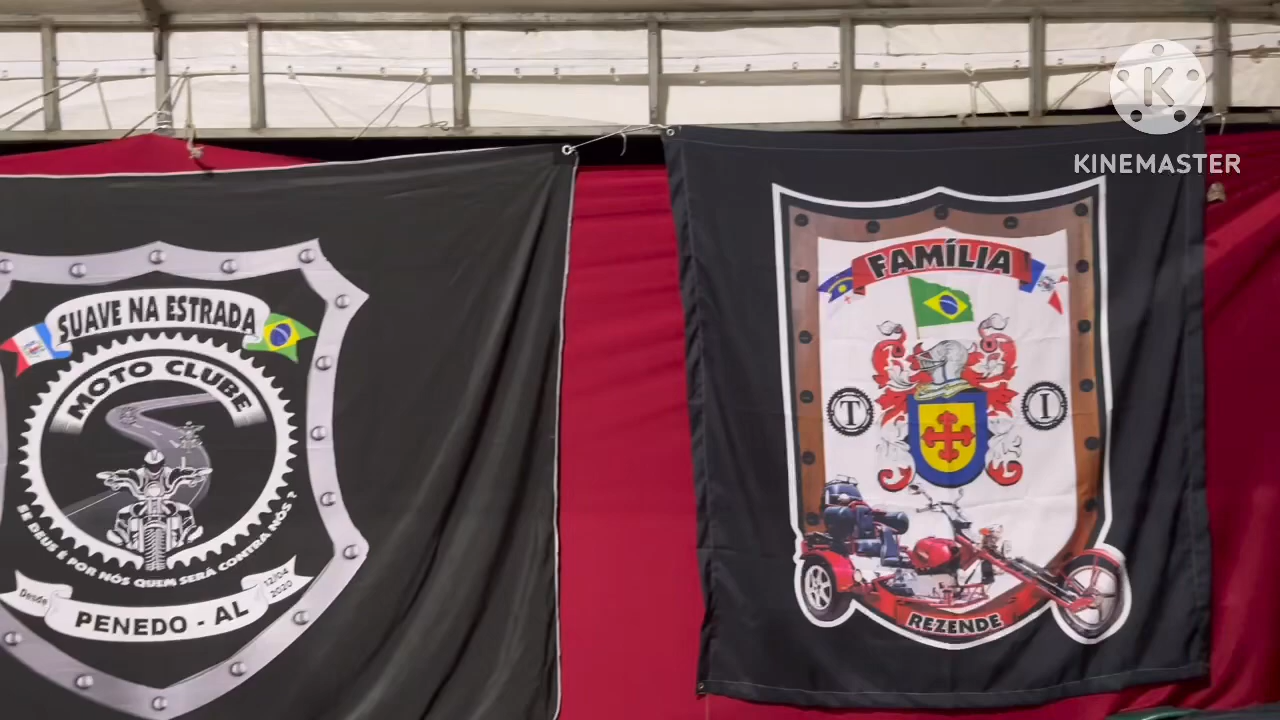 SUAVE NA ESTRADA
MOTO CLUBE
SE DEUS É POR NÓS QUEM SERÁ CONTRA NÓS ?
Desde
12/04
2020
PENEDO - AL
FAMÍLIA
T
I
REZENDE
K
KINEMASTER